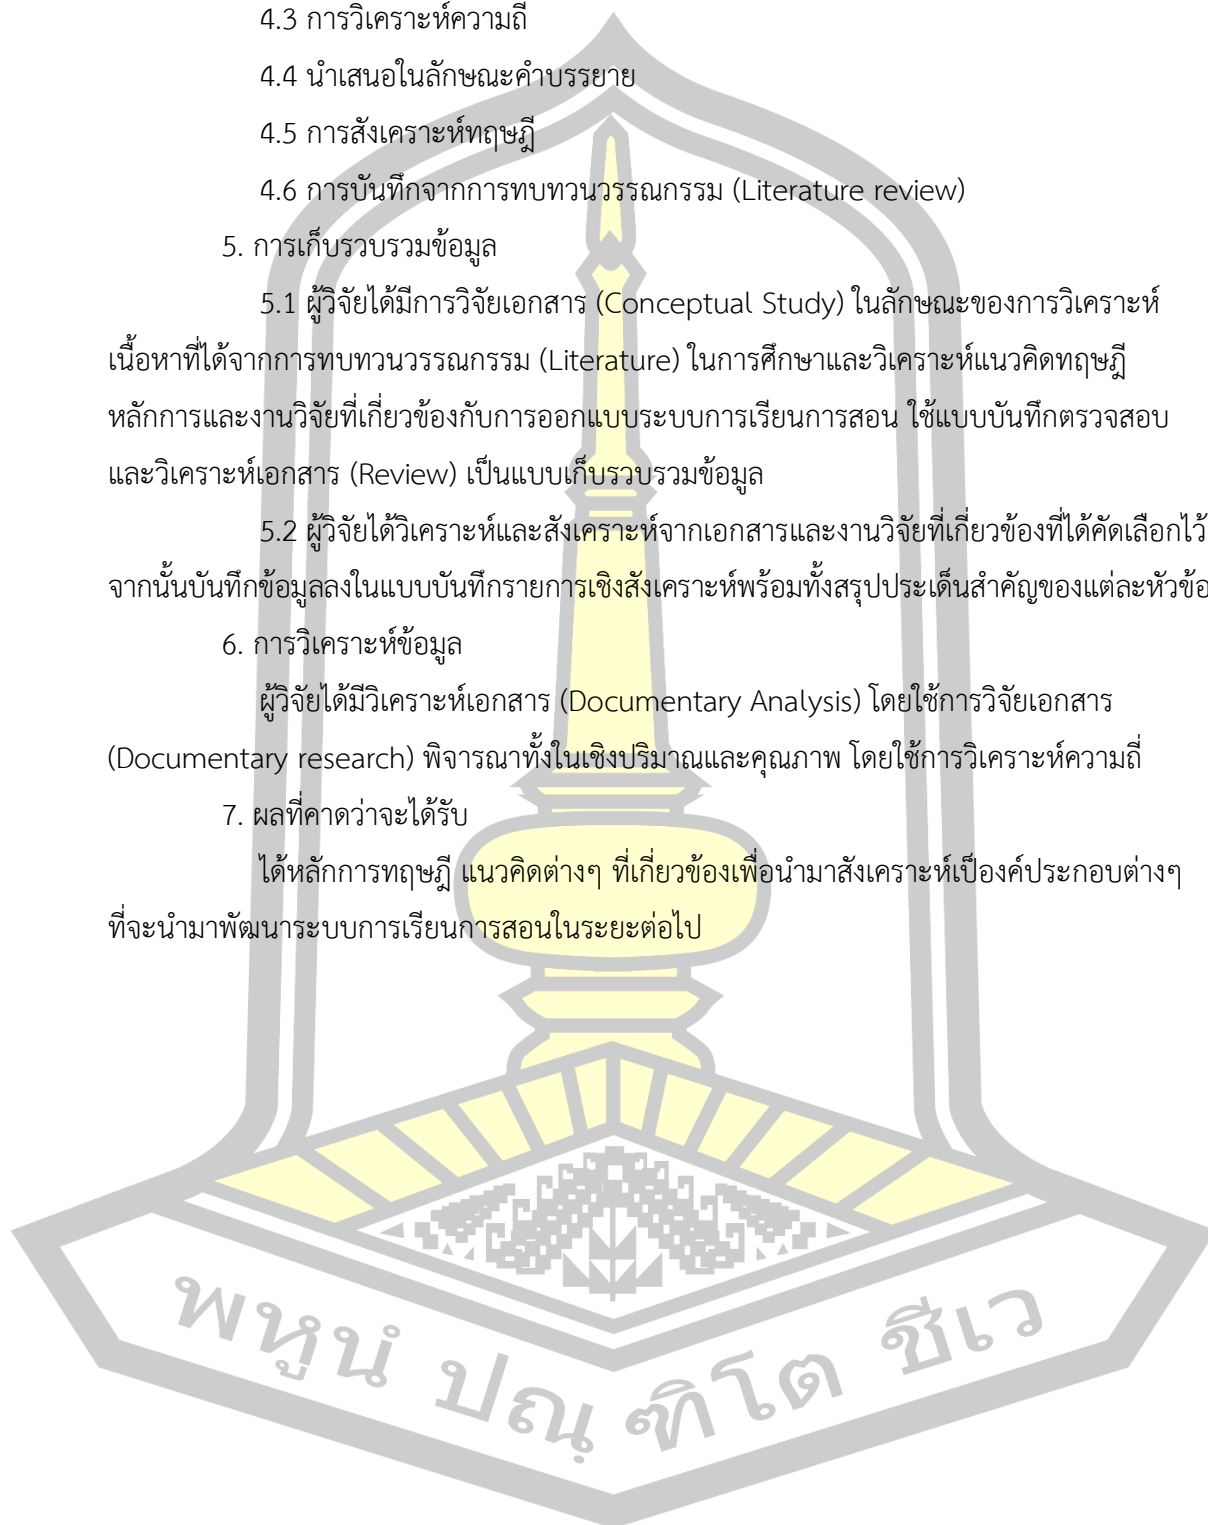 4.3 การวิเคราะห์ความถี่
4.4 นำเสนอในลักษณะคำบรรยาย
4.5 การสังเคราะห์ทฤษฎี
4.6 การบันทึกจากการทบทวนวรรณกรรม (Literature review)
5. การเก็บรวบรวมข้อมูล
5.1 ผู้วิจัยได้มีการวิจัยเอกสาร (Conceptual Study) ในลักษณะของการวิเคราะห์
เนื้อหาที่ได้จากการทบทวนวรรณกรรม (Literature) ในการศึกษาและวิเคราะห์แนวคิดทฤษฎี
หลักการและงานวิจัยที่เกี่ยวข้องกับการออกแบบระบบการเรียนการสอน ใช้แบบบันทึกตรวจสอบ
และวิเคราะห์เอกสาร (Review) เป็นแบบเก็บรวบรวมข้อมูล
5.2 ผู้วิจัยได้วิเคราะห์และสังเคราะห์จากเอกสารและงานวิจัยที่เกี่ยวข้องที่ได้คัดเลือกไว้
จากนั้นบันทึกข้อมูลลงในแบบบันทึกรายการเชิงสังเคราะห์พร้อมทั้งสรุปประเด็นสำคัญของแต่ละหัวข้อ
6. การวิเคราะห์ข้อมูล
ผู้วิจัยได้มีวิเคราะห์เอกสาร (Documentary Analysis) โดยใช้การวิจัยเอกสาร
(Documentary research) พิจารณาทั้งในเชิงปริมาณและคุณภาพ โดยใช้การวิเคราะห์ความถี่
7. ผลที่คาดว่าจะได้รับ
ได้หลักการทฤษฎี แนวคิดต่างๆ ที่เกี่ยวข้องเพื่อนำมาสังเคราะห์เป็องค์ประกอบต่างๆ
ที่จะนำมาพัฒนาระบบการเรียนการสอนในระยะต่อไป
พหูนํ ปณฺ ฑิโต ชีเว